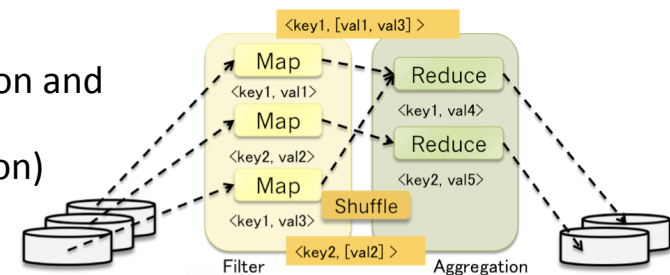 on and
on)
<key1, [val1, val3] >
Map
<key1, val1>
Map
<key2, val2>
Map
<key1, val3>
Shuffle
Reduce
<key1, val4>
Reduce
<key2, val5>
<key2, [val2] >
Filter
Aggregation